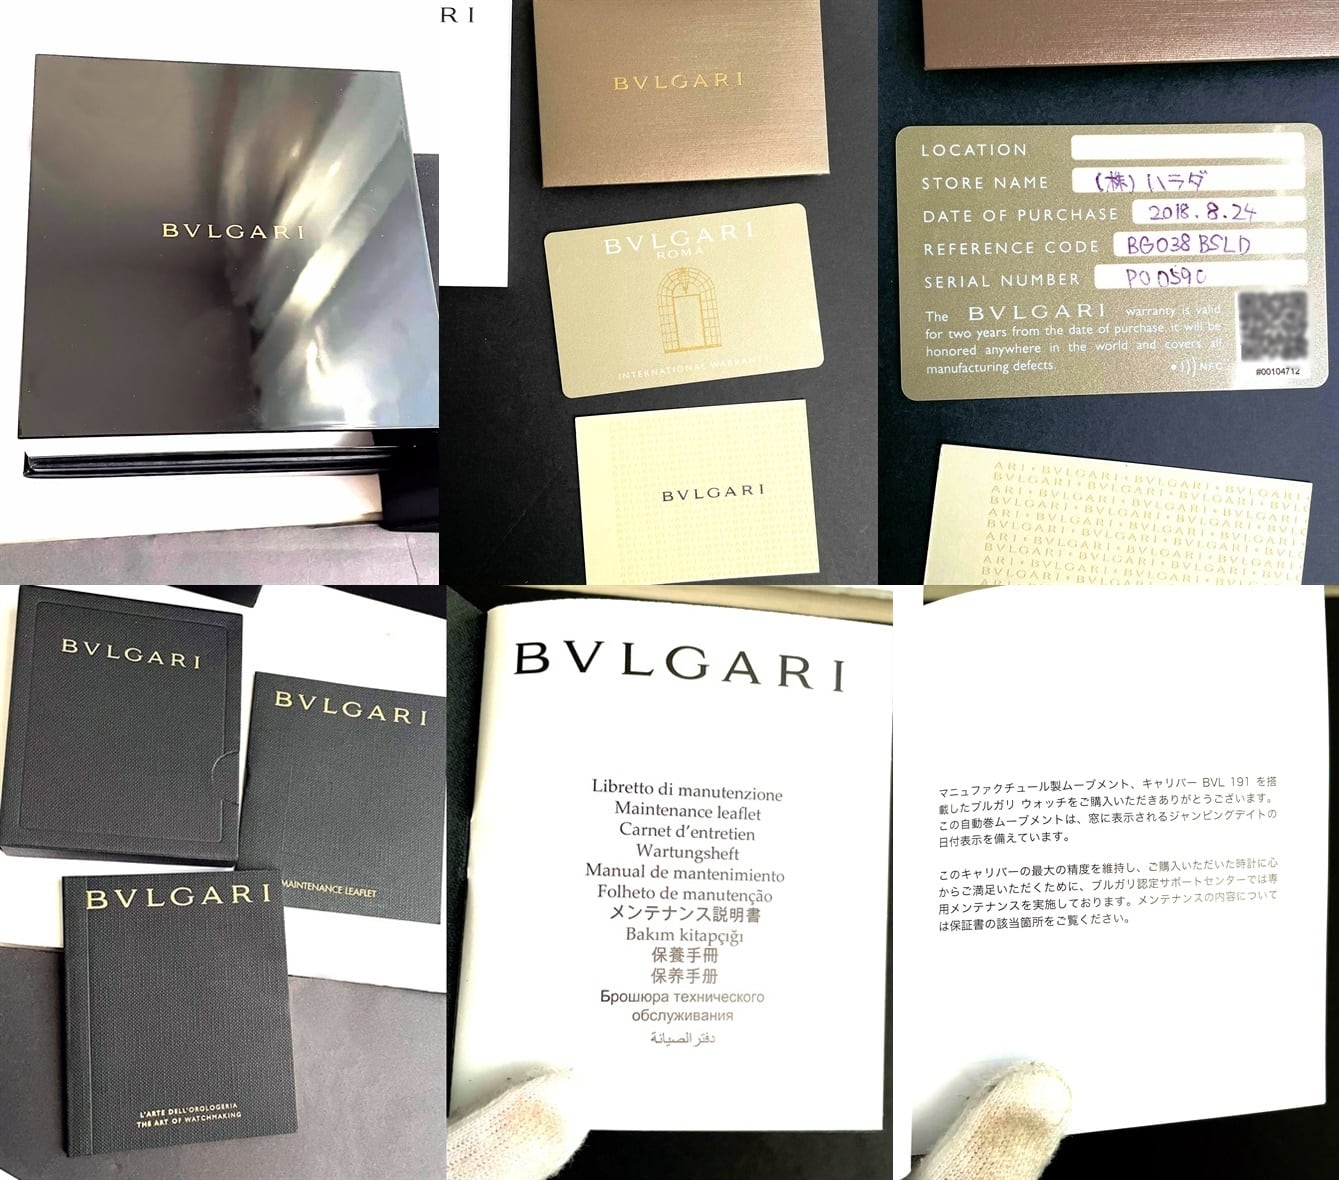 BVLGARI
RI
BVLGARI
BVLGARI
ROMA
INTERNATIONAL WARRANTY
BVLGARI
LOCATION
STORE NAME (株)ハラダ
DATE OF PURCHASE 2018.8.24
REFERENCE CODE BG038BSLD
SERIAL NUMBER P0059C
The BVLGARI warranty is valid
for two years from the date of purchase, it will be
honored anywhere in the world and covers all
manufacturing defects.
NFC
#00104712
ARI • BVLGARI • BVLGARI • BVLGARI
BVLGARI • BVLGARI • BVLGARI • BVLG
BVLGARI
BVLGARI
MAINTENANCE LEAFLET
BVLGARI
L'ARTE DELL'OROLOGERIA
THE ART OF WATCHMAKING
BVLGARI
Libretto di manutenzione
Maintenance leaflet
Carnet d'entretien
Wartungsheft
Manual de mantenimiento
Folheto de manutenção
メンテナンス説明書
Bakım kitapçığı
保養手冊
保养手册
Брошюра технического
обслуживания
دفتر الصيانة
マニュファクチュール製ムーブメント、キャリバー BVL 191 を搭
載したブルガリ ウォッチをご購入いただきありがとうございます。
この自動巻ムーブメントは、窓に表示されるジャンピングデイトの
日付表示を備えています。
このキャリバーの最大の精度を維持し、ご購入いただいた時計に心
からご満足いただくために、ブルガリ認定サポートセンターでは専
用メンテナンスを実施しております。メンテナンスの内容について
は保証書の該当箇所をご覧ください。